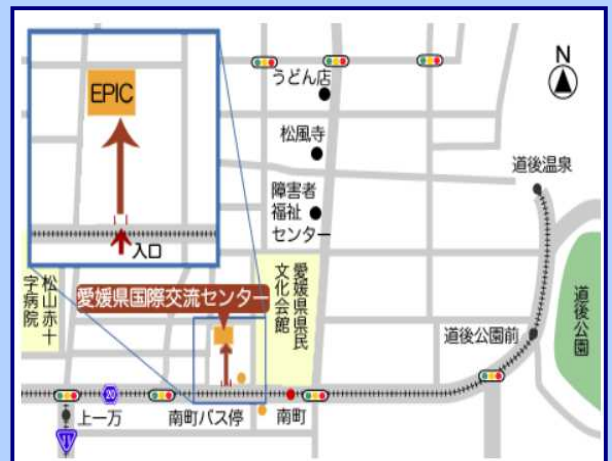 EPIC
入口
うどん店
松風寺
障害者
福祉
センター
N
道後温泉
松山赤十
字病院
愛媛県国際交流センター
愛媛県県民
文化会館
道後公園
道後公園前
20
上一万
南町バス停
南町
11